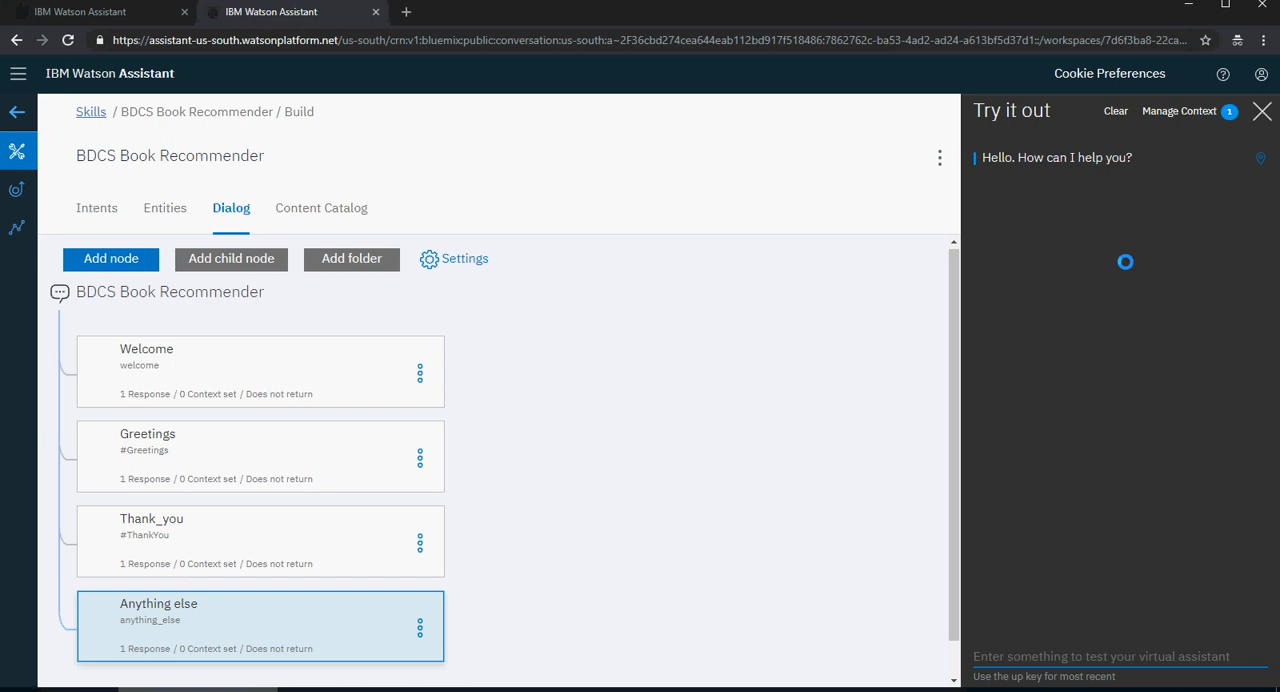 IBM Watson Assistant
IBM Watson Assistant
https://assistant-us-south.watsonplatform.net/us-south/crn:v1:bluemix:public:conversation:us-south:a~2F36cbd274cea644eab112bd917f518486:7862762c-ba53-4ad2-ad24-a613bf5d37d1::/workspaces/7d6f3ba8-22ca...
IBM Watson Assistant
Cookie Preferences
Skills / BDCS Book Recommender / Build
BDCS Book Recommender
Intents Entities Dialog Content Catalog
Add node Add child node Add folder Settings
BDCS Book Recommender
Welcome
welcome
1 Response / 0 Context set / Does not return
Greetings
#Greetings
1 Response / 0 Context set / Does not return
Thank_you
#ThankYou
1 Response / 0 Context set / Does not return
Anything else
anything_else
1 Response / 0 Context set / Does not return
Try it out Clear Manage Context 1
Hello. How can I help you?
Enter something to test your virtual assistant
Use the up key for most recent